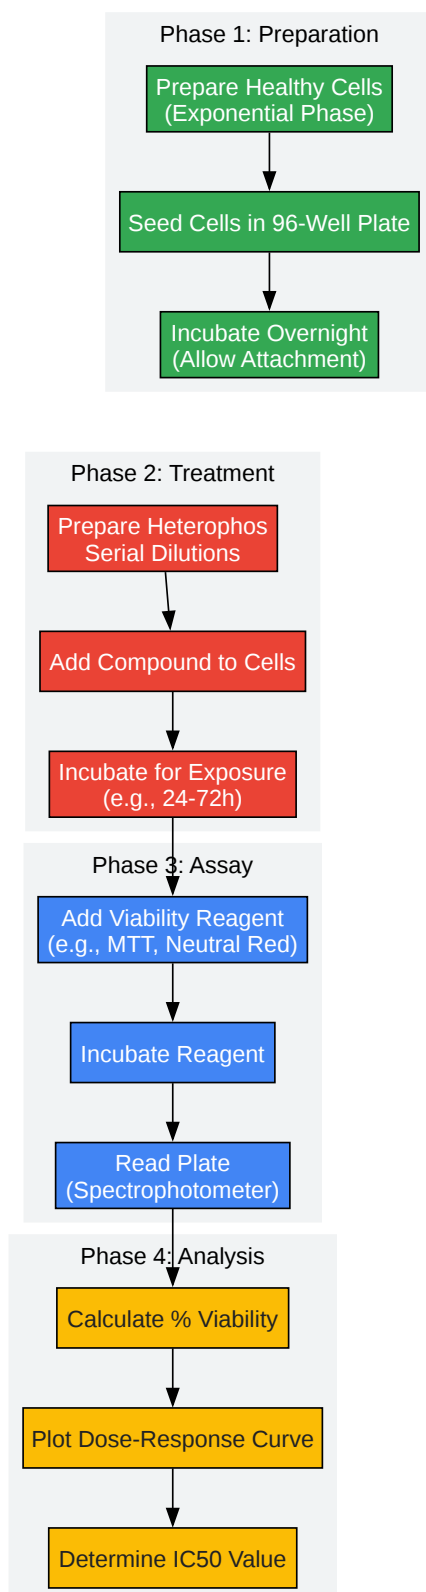 Phase 1: Preparation
Prepare Healthy Cells
(Exponential Phase)
Seed Cells in 96-Well Plate
Incubate Overnight
(Allow Attachment)
Phase 2: Treatment
Prepare Heterophos
Serial Dilutions
Add Compound to Cells
Incubate for Exposure
(e.g., 24-72h)
Phase 3: Assay
Add Viability Reagent
(e.g., MTT, Neutral Red)
Incubate Reagent
Read Plate
(Spectrophotometer)
Phase 4: Analysis
Calculate % Viability
Plot Dose-Response Curve
Determine IC50 Value